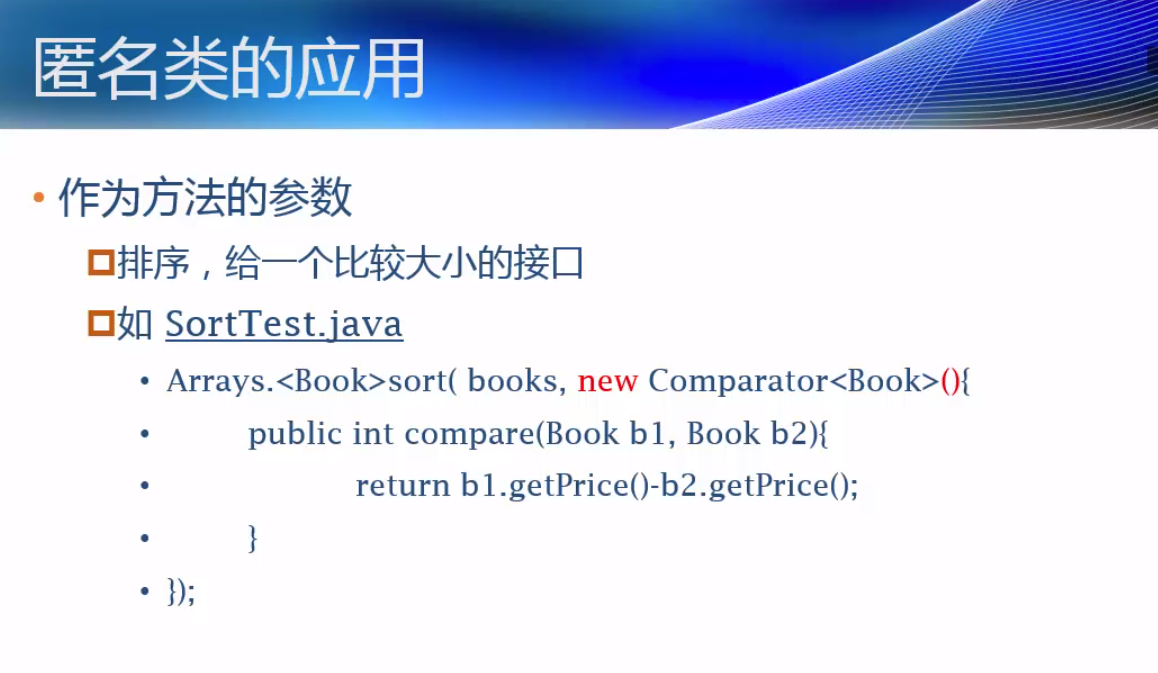 匿名类的应用
• 作为方法的参数
排序，给一个比较大小的接口
如 SortTest.java
• Arrays.<Book>sort( books, new Comparator<Book>(){
• public int compare(Book b1, Book b2){
• return b1.getPrice()-b2.getPrice();
• }
• });